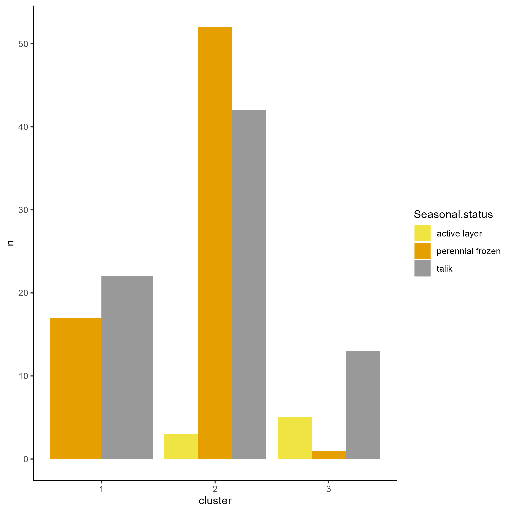 50
40
30
20
10
0
n
1 2 3
cluster
Seasonal.status
active layer
perennial frozen
talik